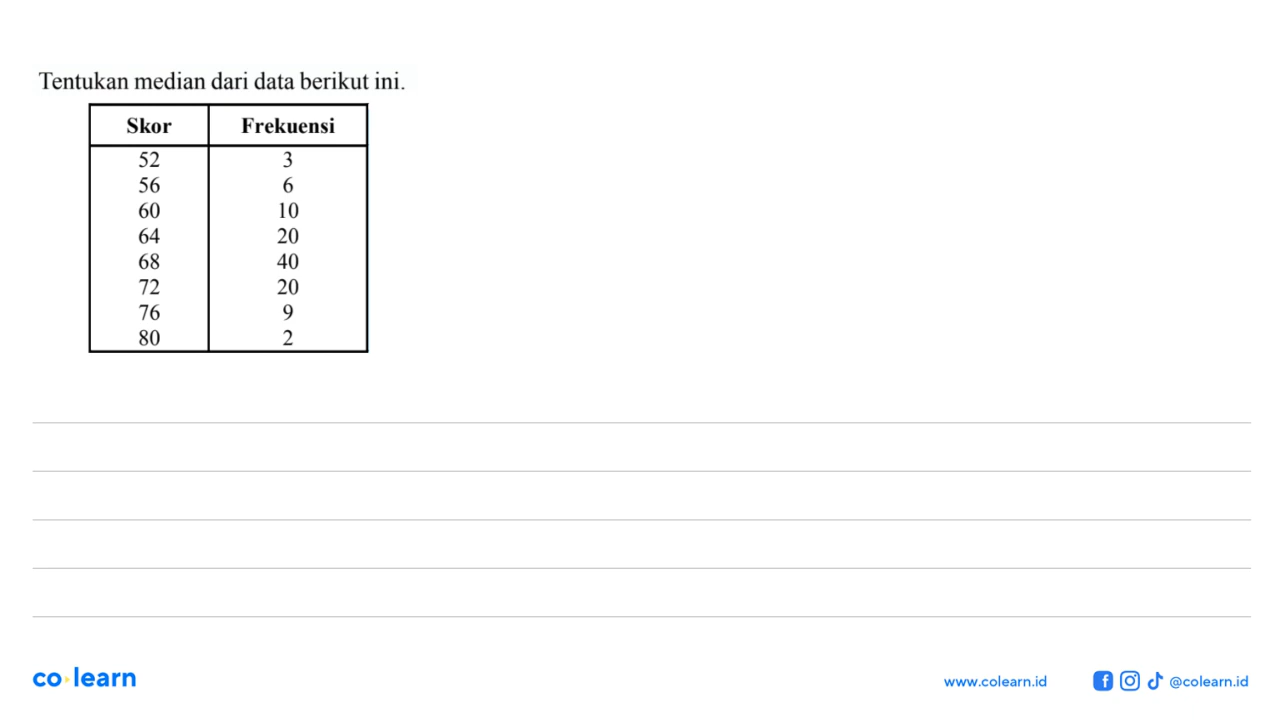 Tentukan median dari data berikut ini.
Skor Frekuensi
52 3
56 6
60 10
64 20
68 40
72 20
76 9
80 2
co learn www.colearn.id @colearn.id